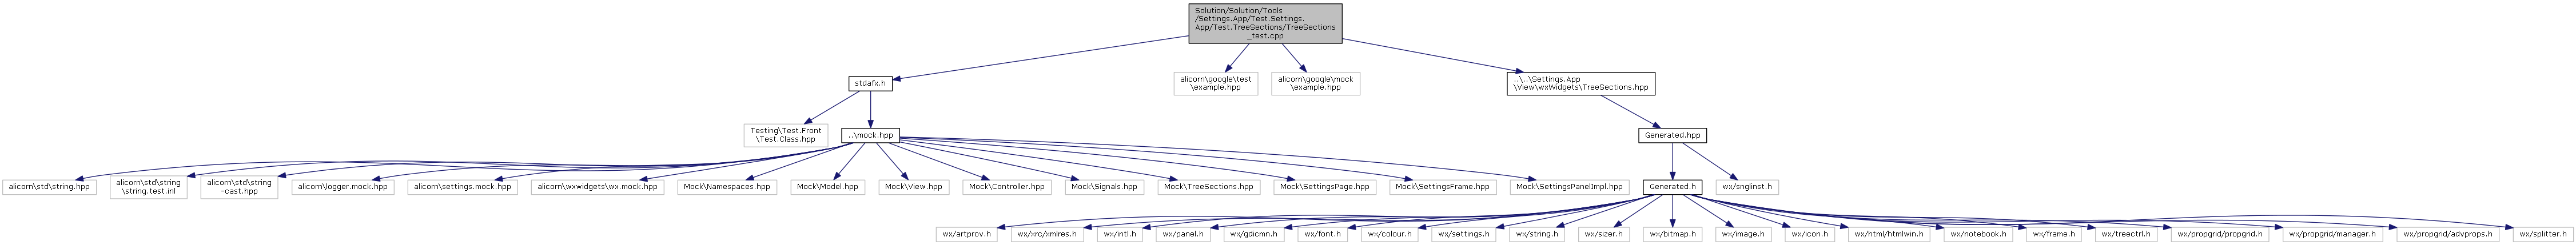 Solution/Solution/Tools
/Settings.App/Test.Settings.
App/Test.TreeSections/TreeSections
_test.cpp
stdafx.h
alicorn\google\test
\example.hpp
alicorn\google\mock
\example.hpp
..\..\Settings.App
\View\wxWidgets\TreeSections.hpp
Testing\Test.Front
\Test.Class.hpp
..\mock.hpp
Generated.hpp
alicorn\std\string.hpp
alicorn\std\string
\string.test.inl
alicorn\std\string
-cast.hpp
alicorn\logger.mock.hpp
alicorn\settings.mock.hpp
alicorn\wxwidgets\wx.mock.hpp
Mock\Namespaces.hpp
Mock\Model.hpp
Mock\View.hpp
Mock\Controller.hpp
Mock\Signals.hpp
Mock\TreeSections.hpp
Mock\SettingsPage.hpp
Mock\SettingsFrame.hpp
Mock\SettingsPanelImpl.hpp
Generated.h
wx/snglinst.h
wx/artprov.h
wx/xrc/xmlres.h
wx/intl.h
wx/panel.h
wx/gdicmn.h
wx/font.h
wx/colour.h
wx/settings.h
wx/string.h
wx/sizer.h
wx/bitmap.h
wx/image.h
wx/icon.h
wx/html/htmlwin.h
wx/notebook.h
wx/frame.h
wx/treectrl.h
wx/propgrid/propgrid.h
wx/propgrid/manager.h
wx/propgrid/advprops.h
wx/splitter.h